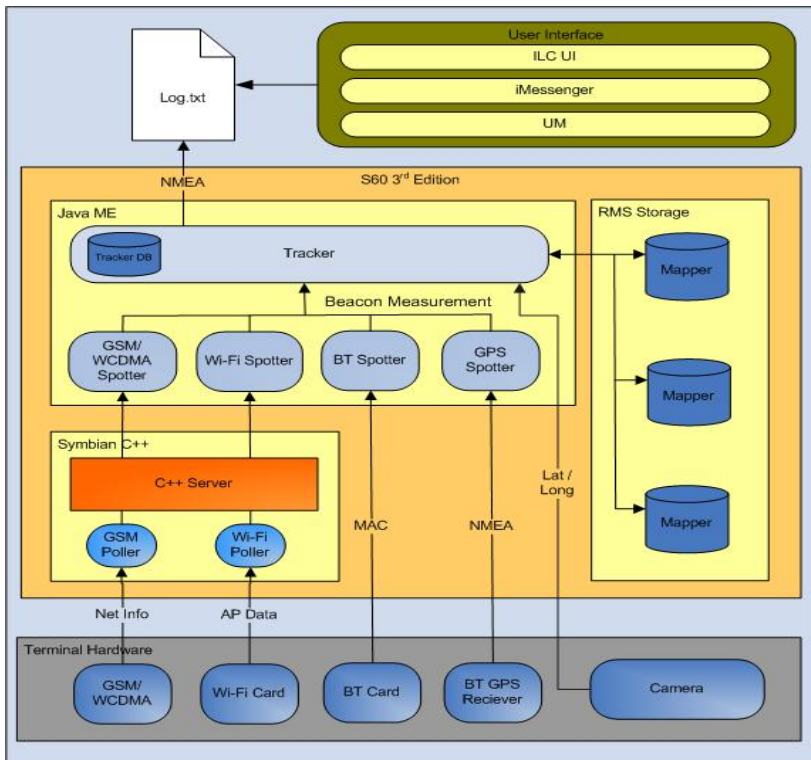 User Interface
ILC UI
iMessenger
UM
Log.txt
NMEA
S60 3rd Edition
Java ME
RMS Storage
Tracker DB
Tracker
Mapper
Beacon Measurement
GSM/
WCDMA
Spotter
Wi-Fi Spotter
BT Spotter
GPS
Spotter
Mapper
Symbian C++
C++ Server
Lat /
Long
GSM
Poller
Wi-Fi
Poller
MAC
NMEA
Mapper
Net Info
AP Data
Terminal Hardware
GSM/
WCDMA
Wi-Fi Card
BT Card
BT GPS
Reciever
Camera